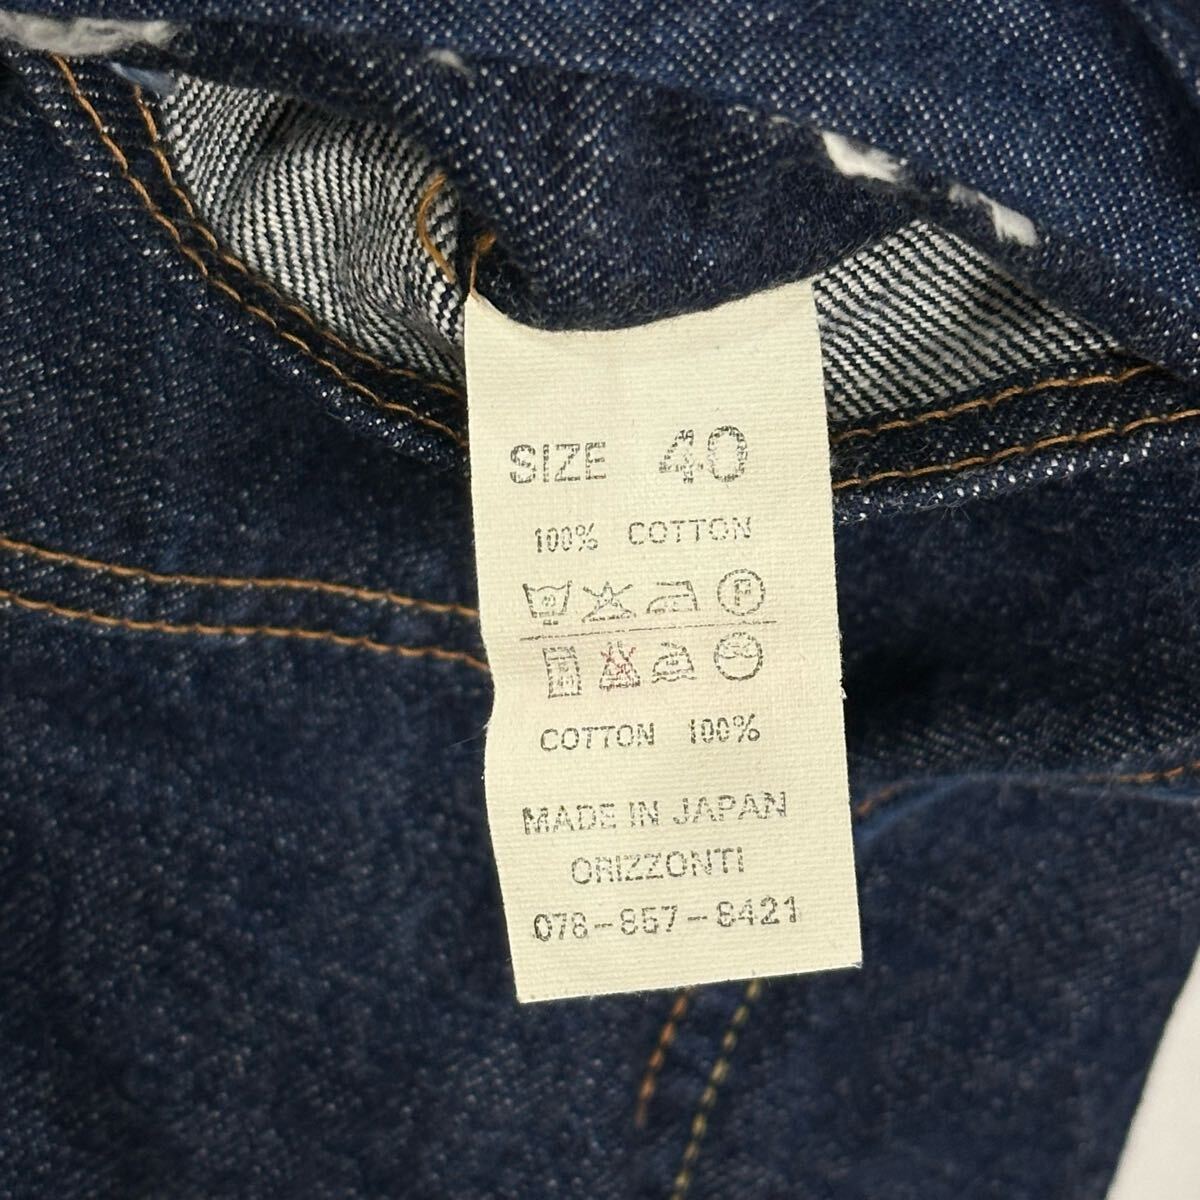 SIZE 40
100% COTTON
F
COTTON 100%
MADE IN JAPAN
ORIZZONTI
078-857-8421